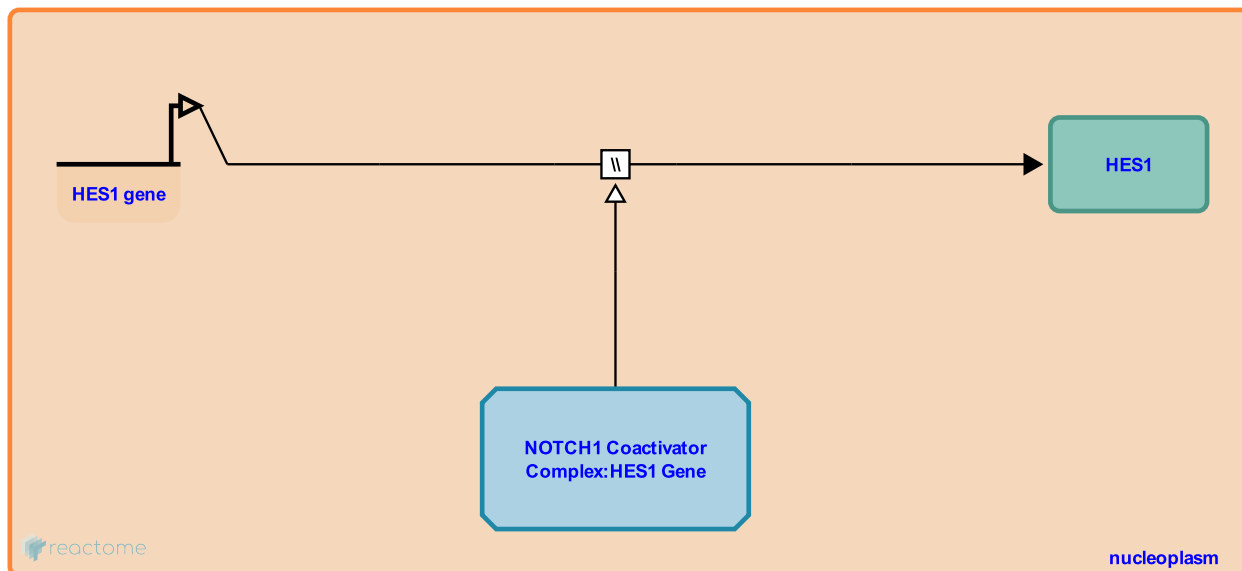 HES1 gene
\\
HES1
NOTCH1 Coactivator
Complex:HES1 Gene
reactome
nucleoplasm